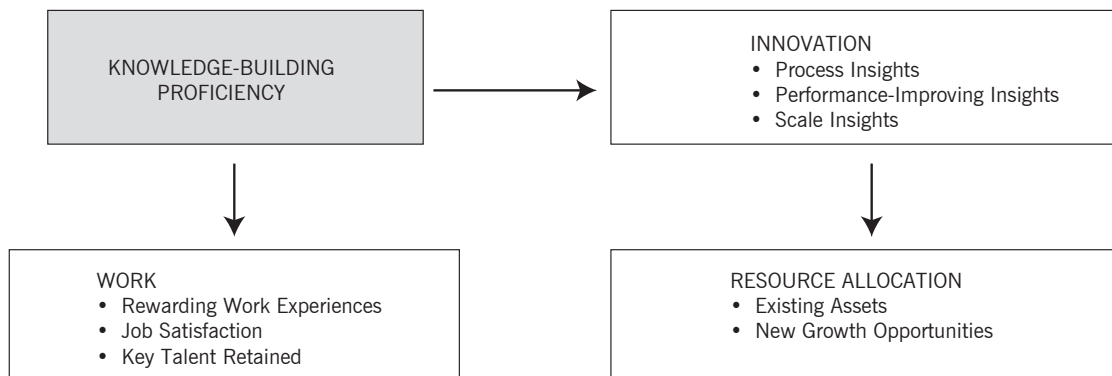 KNOWLEDGE-BUILDING
PROFICIENCY
INNOVATION
• Process Insights
• Performance-Improving Insights
• Scale Insights
WORK
• Rewarding Work Experiences
• Job Satisfaction
• Key Talent Retained
RESOURCE ALLOCATION
• Existing Assets
• New Growth Opportunities